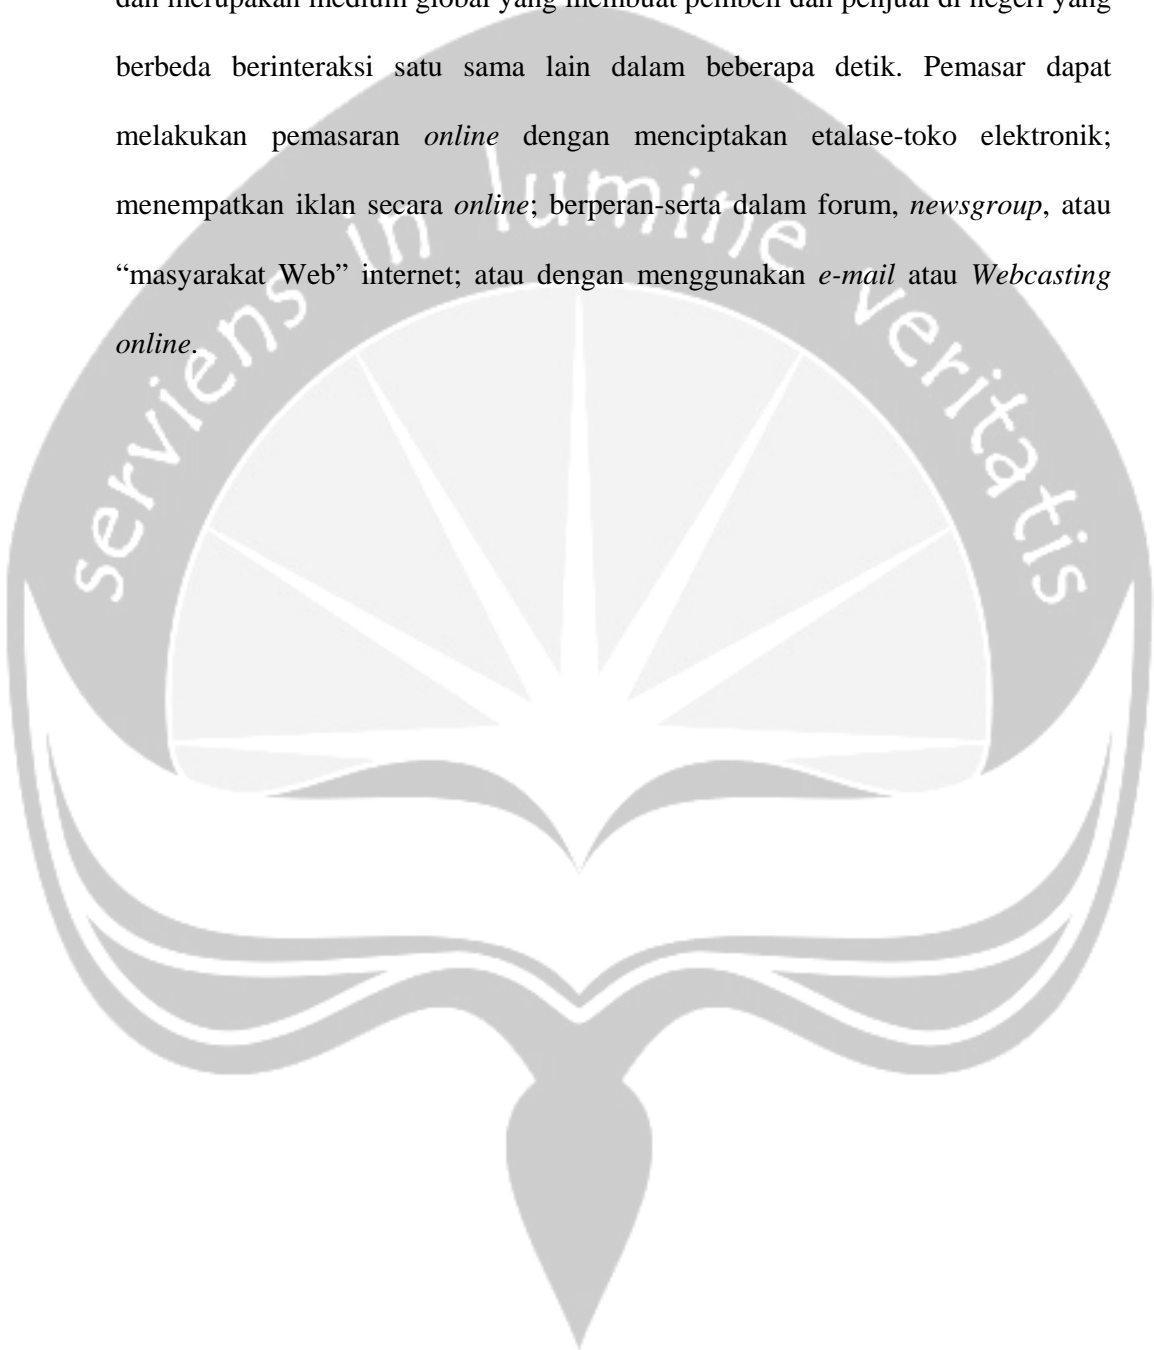 dan merupakan medium global yang membuat pembeli dan penjual di negeri yang
berbeda berinteraksi satu sama lain dalam beberapa detik. Pemasar dapat
melakukan pemasaran online dengan menciptakan etalase-toko elektronik;
menempatkan iklan secara online; berperan-serta dalam forum, newsgroup, atau
“masyarakat Web” internet; atau dengan menggunakan e-mail atau Webcasting
online.
serviens in lumine veritatis